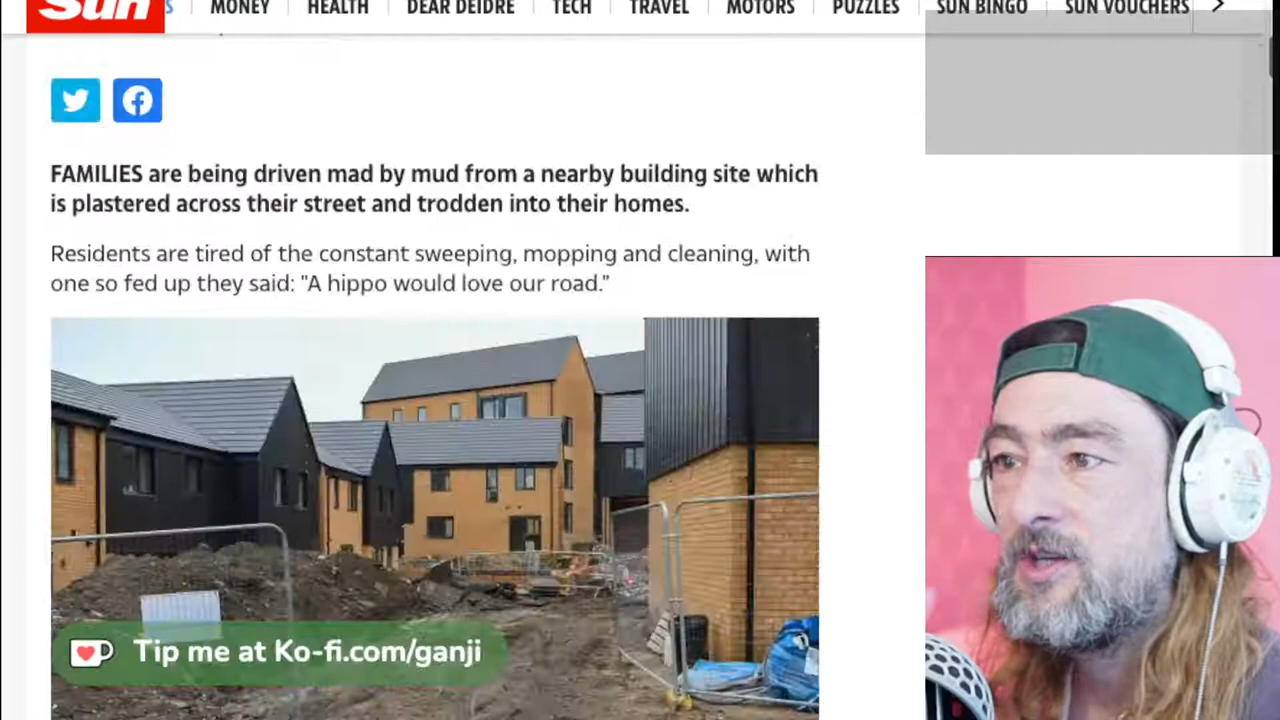 Sun
MONEY HEALTH DEAR DEIDRE TECH TRAVEL MOTORS PUZZLES SUN BINGO SUN VOUCHERS >
FAMILIES are being driven mad by mud from a nearby building site which
is plastered across their street and trodden into their homes.
Residents are tired of the constant sweeping, mopping and cleaning, with
one so fed up they said: "A hippo would love our road."
Tip me at Ko-fi.com/ganji